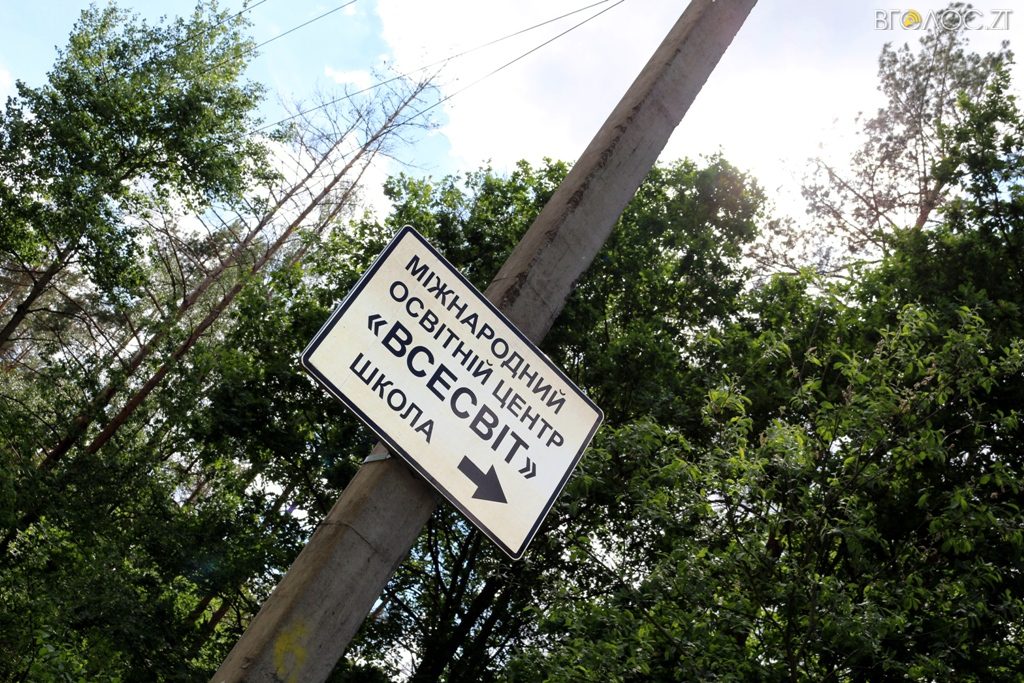 ВГОЛОС.ZT
МІЖНАРОДНИЙ
ОСВІТНІЙ ЦЕНТР
«ВСЕСВІТ»
ШКОЛА